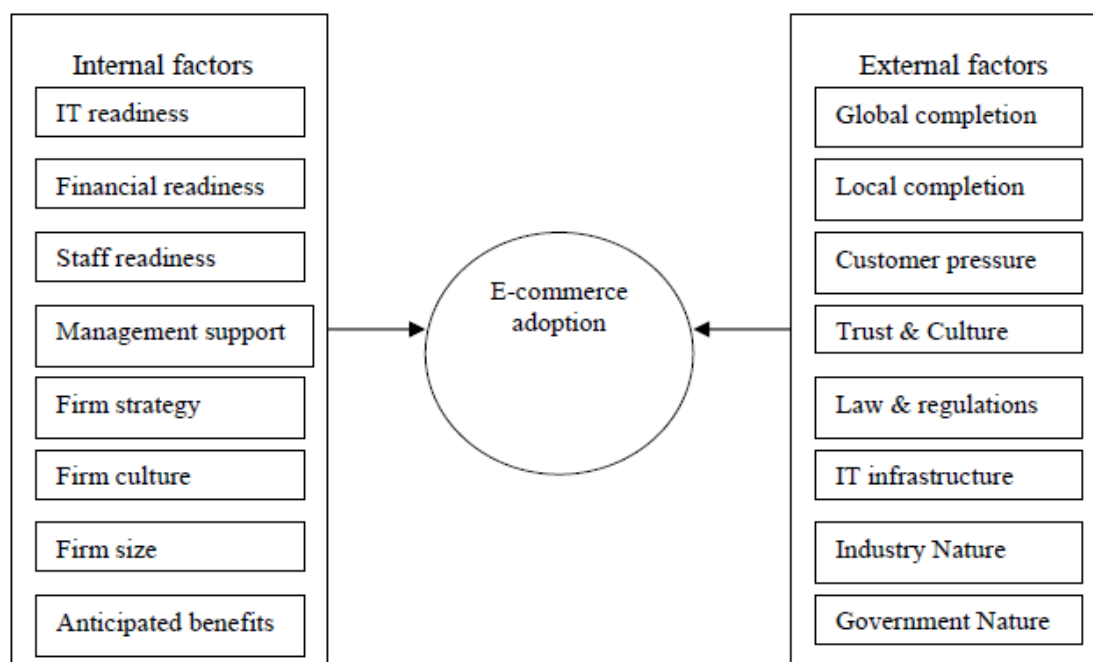 Internal factors
IT readiness
Financial readiness
Staff readiness
Management support
Firm strategy
Firm culture
Firm size
Anticipated benefits
E-commerce
adoption
External factors
Global completion
Local completion
Customer pressure
Trust & Culture
Law & regulations
IT infrastructure
Industry Nature
Government Nature